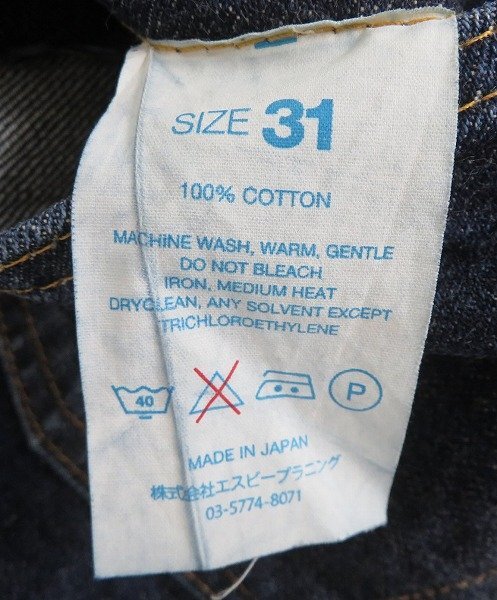 SIZE 31
100% COTTON
MACHINE WASH, WARM, GENTLE
DO NOT BLEACH
IRON, MEDIUM HEAT
DRYCLEAN, ANY SOLVENT EXCEPT
TRICHLOROETHYLENE
40 P
MADE IN JAPAN
株式会社エスピープラニング
03-5774-8071